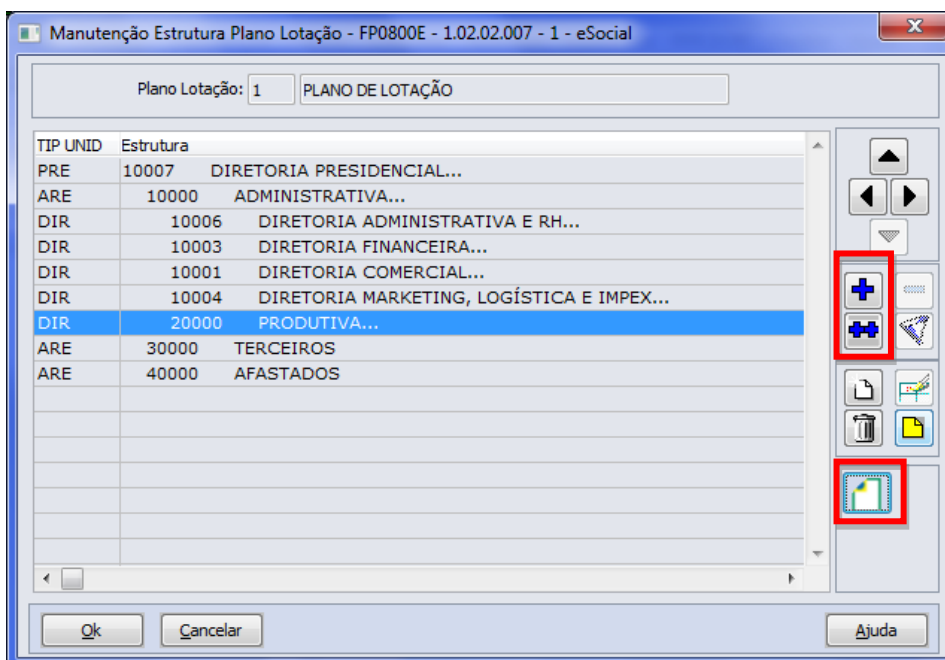 Manutenção Estrutura Plano Lotação - FP0800E - 1.02.02.007 - 1 - eSocial
Plano Lotação: 1 PLANO DE LOTAÇÃO
TIP UNID Estrutura
PRE 10007 DIRETORIA PRESIDENCIAL...
ARE 10000 ADMINISTRATIVA...
DIR 10006 DIRETORIA ADMINISTRATIVA E RH...
DIR 10003 DIRETORIA FINANCEIRA...
DIR 10001 DIRETORIA COMERCIAL...
DIR 10004 DIRETORIA MARKETING, LOGÍSTICA E IMPEX...
DIR 20000 PRODUTIVA...
ARE 30000 TERCEIROS
ARE 40000 AFASTADOS
Ok Cancelar Ajuda